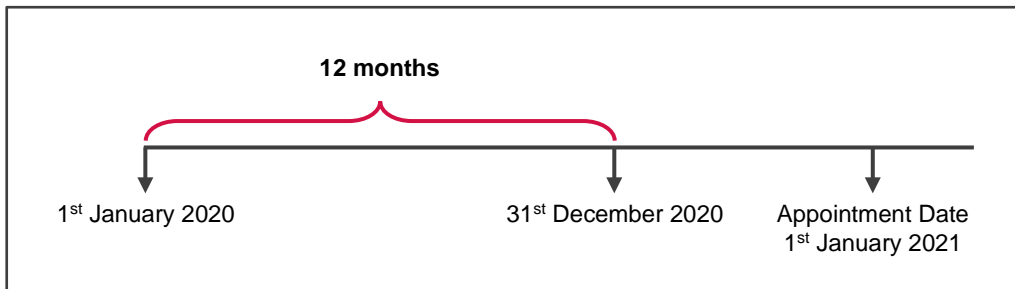 12 months
1st January 2020
31st December 2020
Appointment Date
1st January 2021